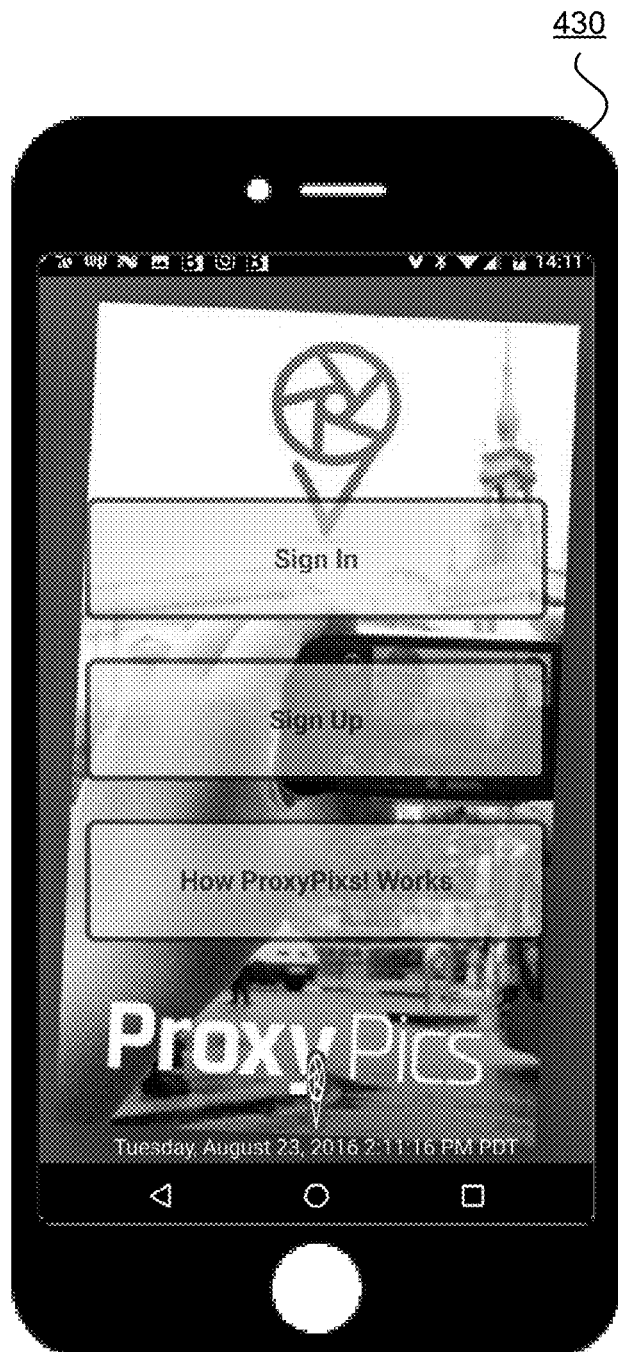 430
14:11
Sign In
Sign Up
How ProxyPixs! Works
ProxyPics
Tuesday, August 23, 2016 2:11:16 PM PDT